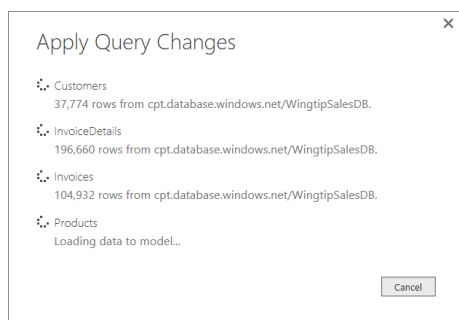 Apply Query Changes
Customers
37,774 rows from cpt.database.windows.net/WingtipSalesDB.
InvoiceDetails
196,660 rows from cpt.database.windows.net/WingtipSalesDB.
Invoices
104,932 rows from cpt.database.windows.net/WingtipSalesDB.
Products
Loading data to model...
Cancel